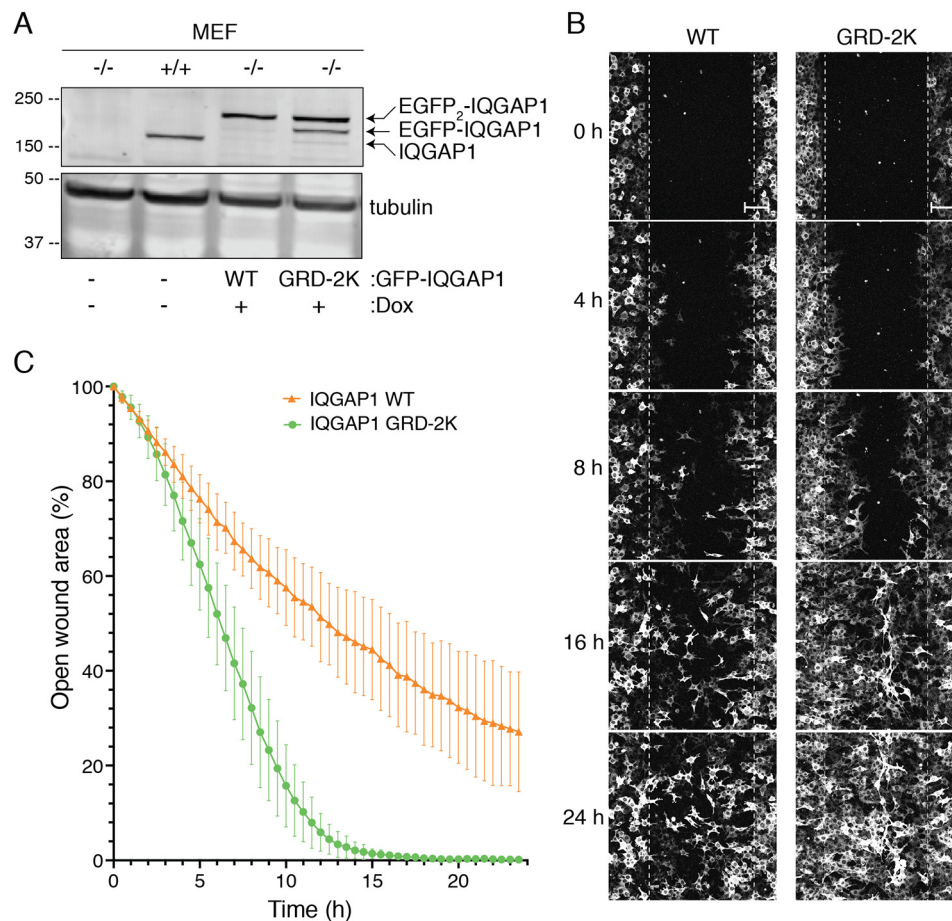 A
MEF
-/- +/+ -/- -/-
250 --
150 --
EGFP2-IQGAP1
EGFP-IQGAP1
IQGAP1
50 --
37 --
tubulin
- - WT GRD-2K :GFP-IQGAP1
- - + + :Dox
B
WT GRD-2K
0 h
4 h
8 h
16 h
24 h
C
IQGAP1 WT
IQGAP1 GRD-2K
Open wound area (%)
100
80
60
40
20
0
0 5 10 15 20
Time (h)